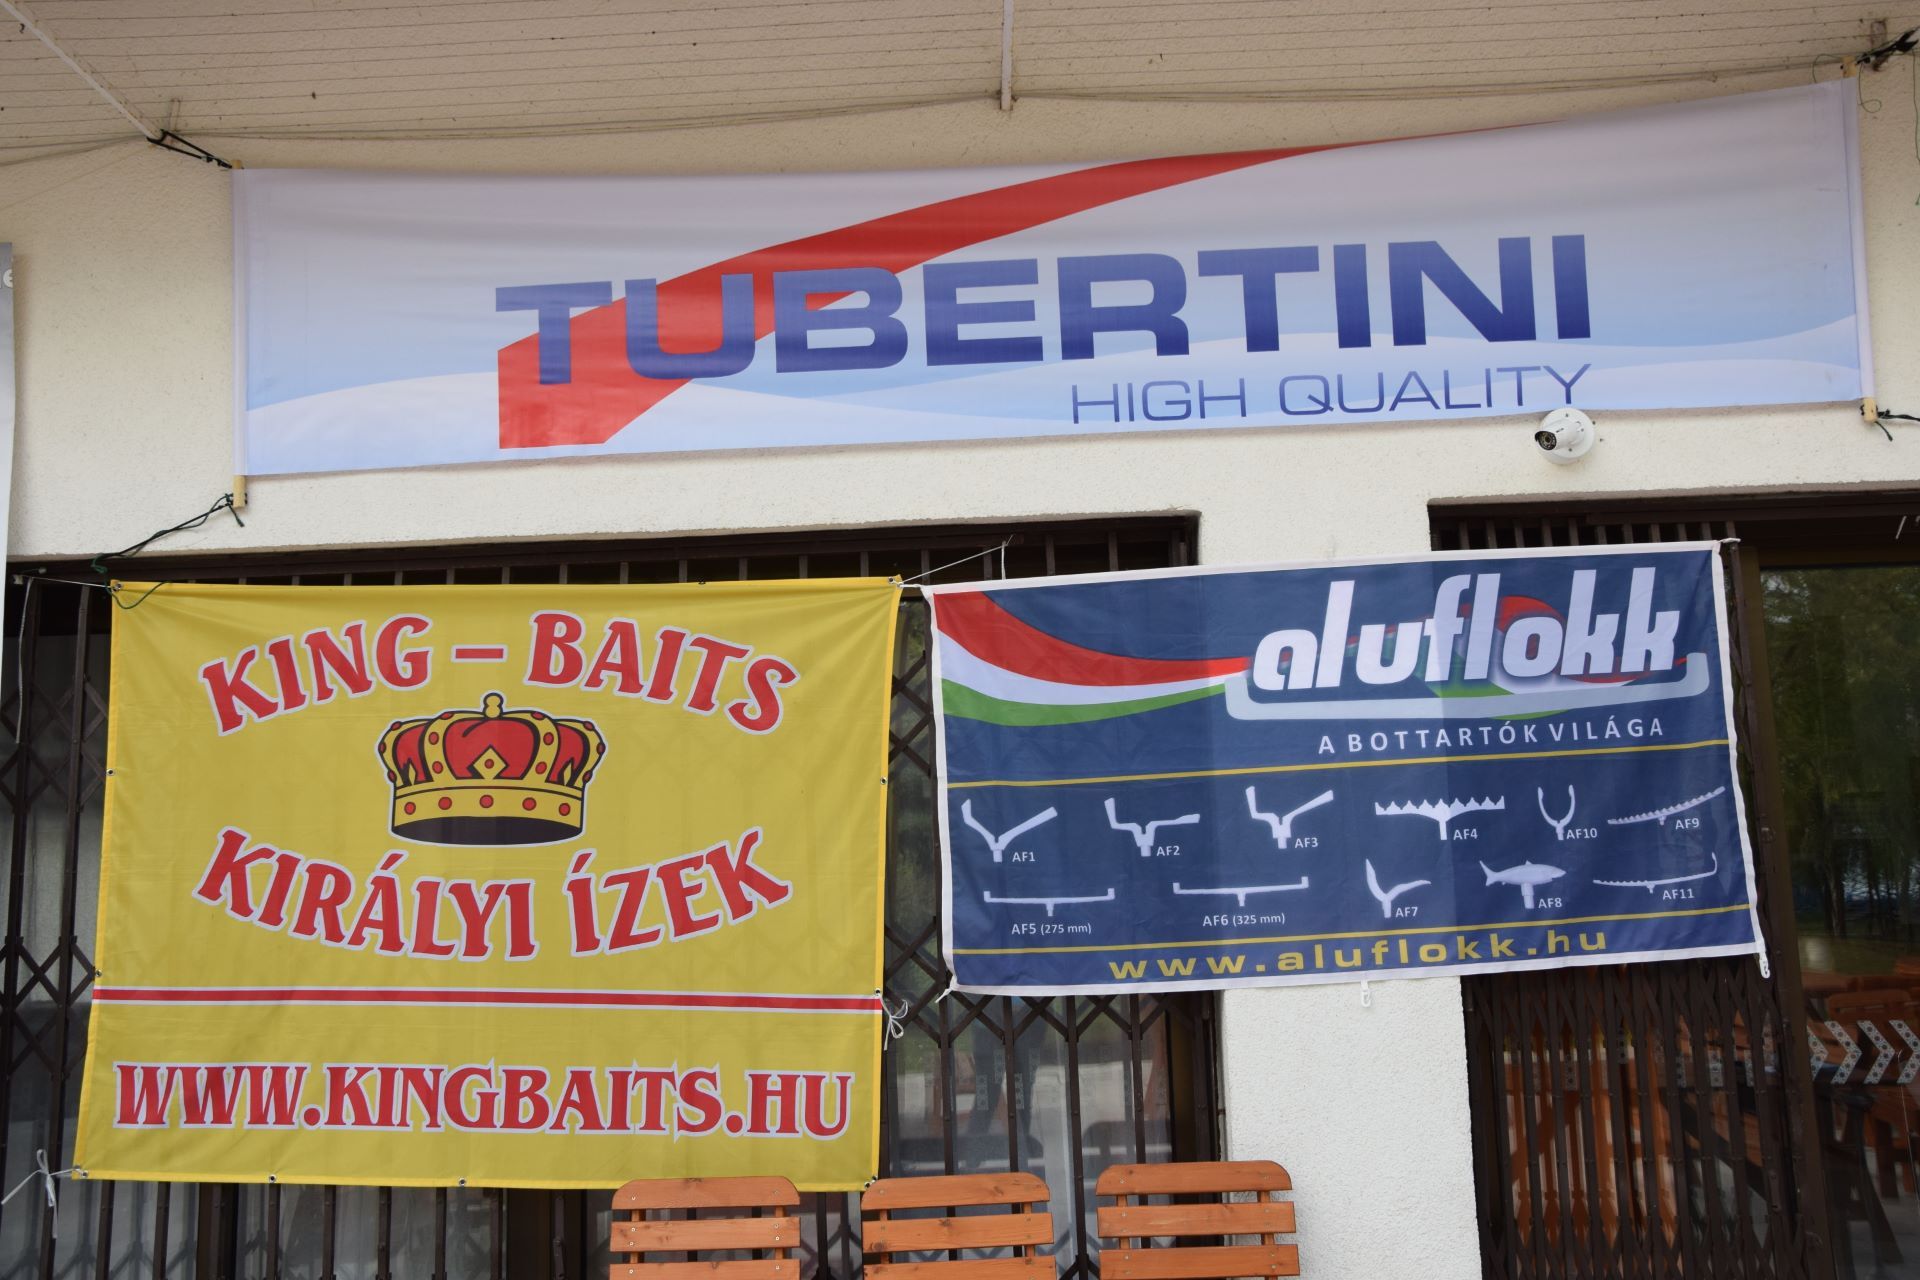 TUBERTINI
HIGH QUALITY
KING – BAITS
KIRÁLYI ÍZEK
WWW.KINGBAITS.HU
aluflokk
A BOTTARTÓK VILÁGA
AF1 AF2 AF3 AF4 AF10 AF9
AF5 (275 mm) AF6 (325 mm) AF7 AF8 AF11
www.aluflokk.hu